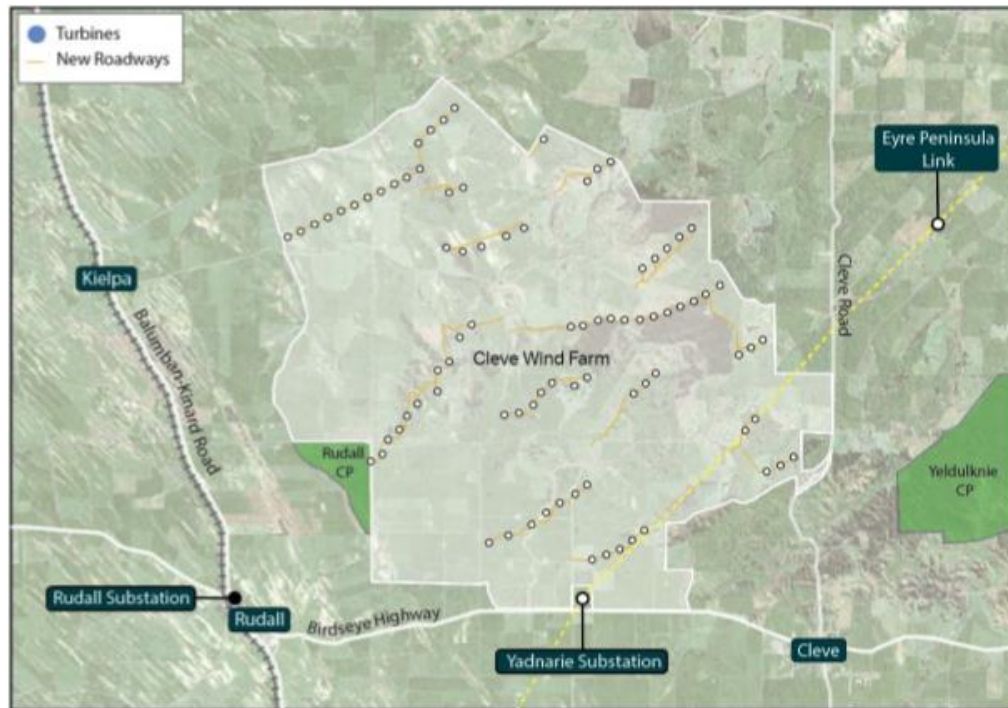 Turbines
New Roadways
Eyre Peninsula
Link
Kielpa
Cleve Road
Balumban-Kinard Road
Cleve Wind Farm
Rudall
CP
Yeldulknie
CP
Rudall Substation
Rudall
Birdseye Highway
Yadnarie Substation
Cleve